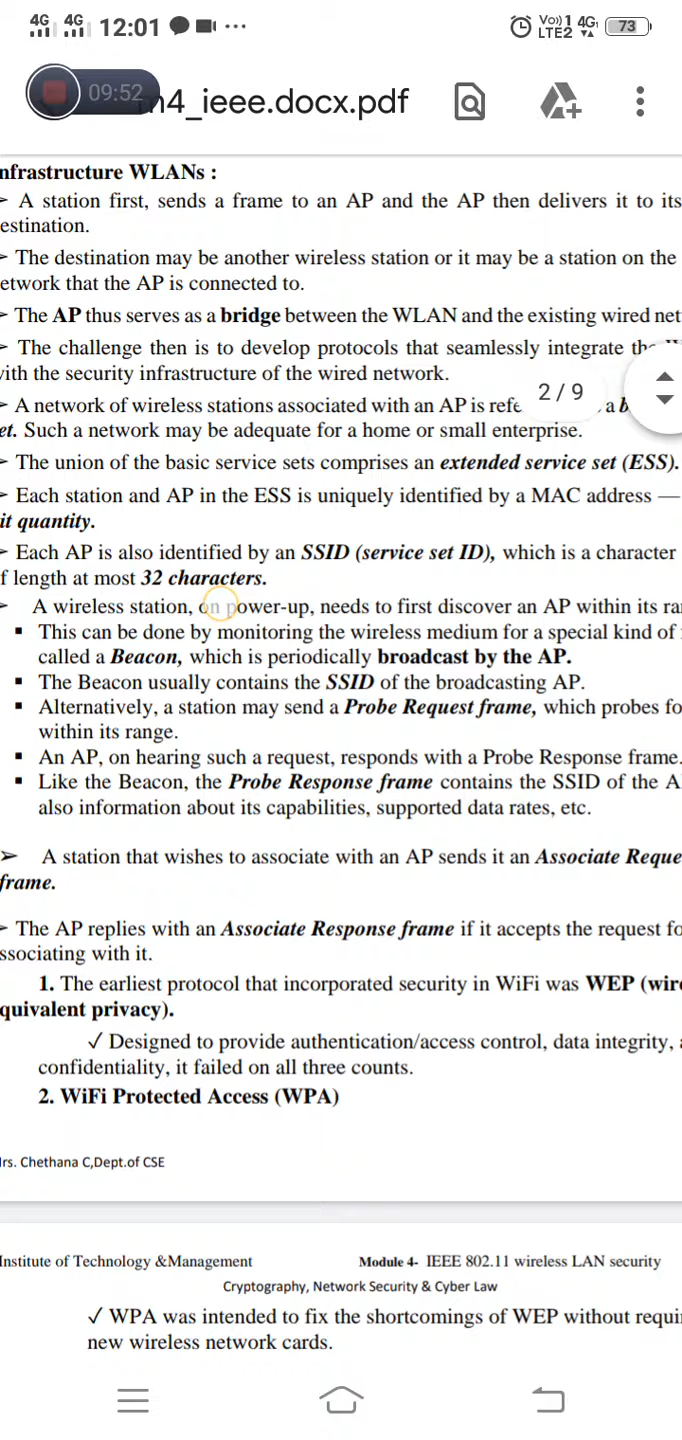 4G 4G 12:01 ... Vo)) 1 4G
LTE2 73
09:52 n4_ieee.docx.pdf
nfrastructure WLANs :
➢ A station first, sends a frame to an AP and the AP then delivers it to its
estination.
➢ The destination may be another wireless station or it may be a station on the
etwork that the AP is connected to.
➢ The AP thus serves as a bridge between the WLAN and the existing wired net
➢ The challenge then is to develop protocols that seamlessly integrate the
vith the security infrastructure of the wired network.
➢ A network of wireless stations associated with an AP is refe 2 / 9 a b
et. Such a network may be adequate for a home or small enterprise.
➢ The union of the basic service sets comprises an extended service set (ESS).
➢ Each station and AP in the ESS is uniquely identified by a MAC address —
it quantity.
➢ Each AP is also identified by an SSID (service set ID), which is a character
f length at most 32 characters.
➢ A wireless station, on power-up, needs to first discover an AP within its ra
▪ This can be done by monitoring the wireless medium for a special kind of
called a Beacon, which is periodically broadcast by the AP.
▪ The Beacon usually contains the SSID of the broadcasting AP.
▪ Alternatively, a station may send a Probe Request frame, which probes fo
within its range.
▪ An AP, on hearing such a request, responds with a Probe Response frame.
▪ Like the Beacon, the Probe Response frame contains the SSID of the A
also information about its capabilities, supported data rates, etc.
➢ A station that wishes to associate with an AP sends it an Associate Reque
frame.
➢ The AP replies with an Associate Response frame if it accepts the request fo
ssociating with it.
1. The earliest protocol that incorporated security in WiFi was WEP (wire
quivalent privacy).
✓ Designed to provide authentication/access control, data integrity, a
confidentiality, it failed on all three counts.
2. WiFi Protected Access (WPA)
rs. Chethana C,Dept.of CSE
Institute of Technology &Management Module 4- IEEE 802.11 wireless LAN security
Cryptography, Network Security & Cyber Law
✓ WPA was intended to fix the shortcomings of WEP without requi
new wireless network cards.